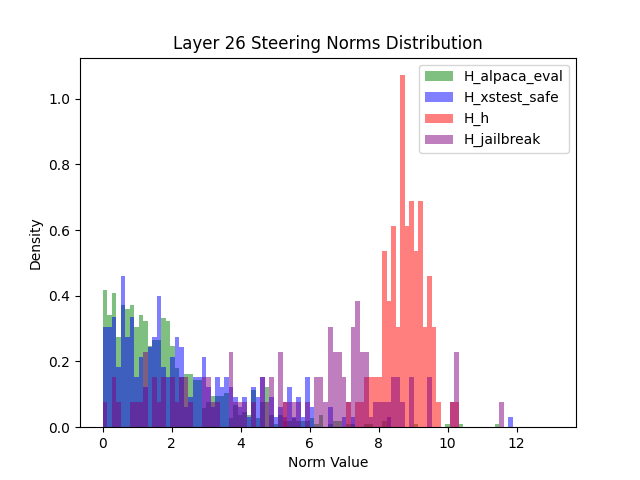 Layer 26 Steering Norms Distribution
H_alpaca_eval
H_xstest_safe
H_h
H_jailbreak
Density
1.0
0.8
0.6
0.4
0.2
0.0
0 2 4 6 8 10 12
Norm Value